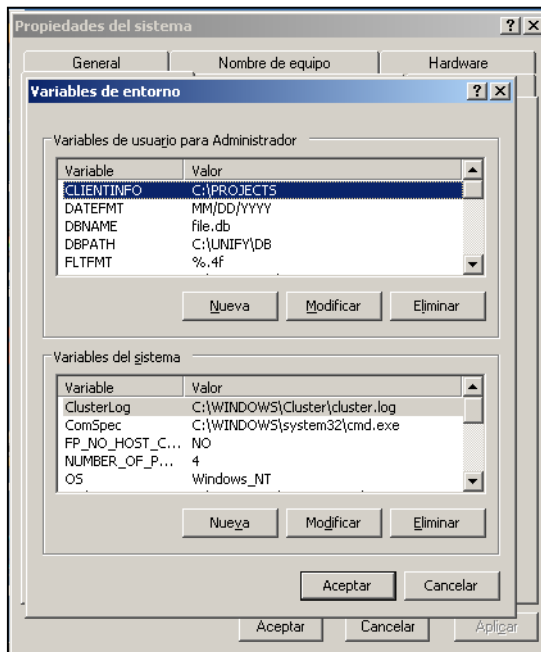 Propiedades del sistema
General Nombre de equipo Hardware
Variables de entorno
Variables de usuario para Administrador
Variable Valor
CLIENTINFO C:\PROJECTS
DATEFMT MM/DD/YYYY
DBNAME file.db
DBPATH C:\UNIFY\DB
FLTFMT %.4f
Nueva Modificar Eliminar
Variables del sistema
Variable Valor
ClusterLog C:\WINDOWS\Cluster\cluster.log
ComSpec C:\WINDOWS\system32\cmd.exe
FP_NO_HOST_C... NO
NUMBER_OF_P... 4
OS Windows_NT
Nueva Modificar Eliminar
Aceptar Cancelar
Aceptar Cancelar Aplicar